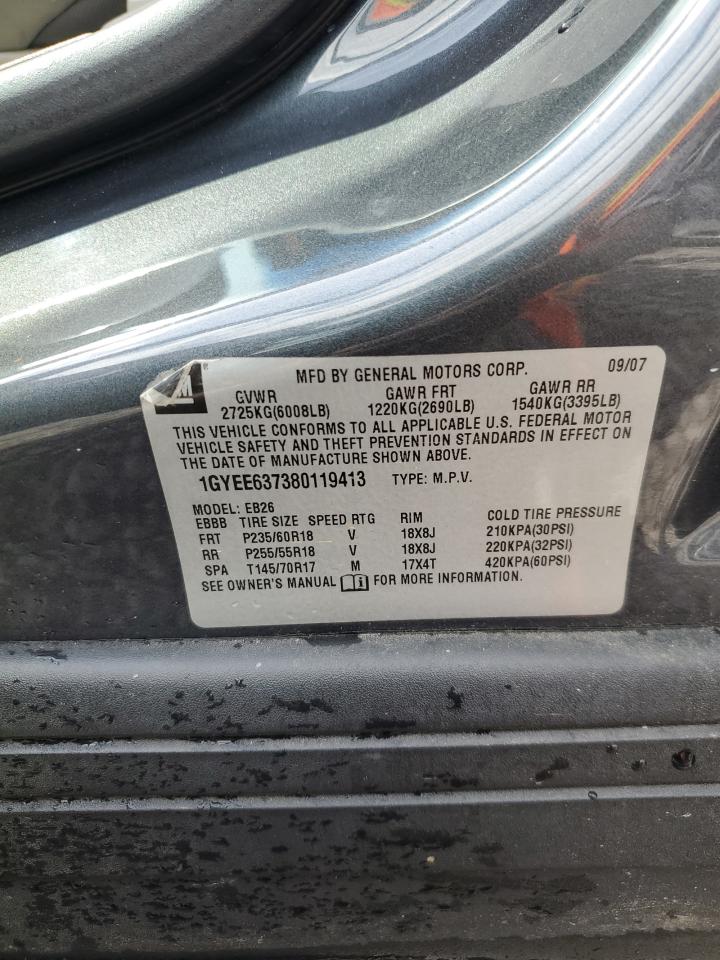 MFD BY GENERAL MOTORS CORP. 09/07
GVWR GAWR FRT GAWR RR
2725KG(6008LB) 1220KG(2690LB) 1540KG(3395LB)
THIS VEHICLE CONFORMS TO ALL APPLICABLE U.S. FEDERAL MOTOR
VEHICLE SAFETY AND THEFT PREVENTION STANDARDS IN EFFECT ON
THE DATE OF MANUFACTURE SHOWN ABOVE.
1GYEE637380119413 TYPE: M.P.V.
MODEL: EB26
EBBB TIRE SIZE SPEED RTG RIM COLD TIRE PRESSURE
FRT P235/60R18 V 18X8J 210KPA(30PSI)
RR P255/55R18 V 18X8J 220KPA(32PSI)
SPA T145/70R17 M 17X4T 420KPA(60PSI)
SEE OWNER'S MANUAL FOR MORE INFORMATION.